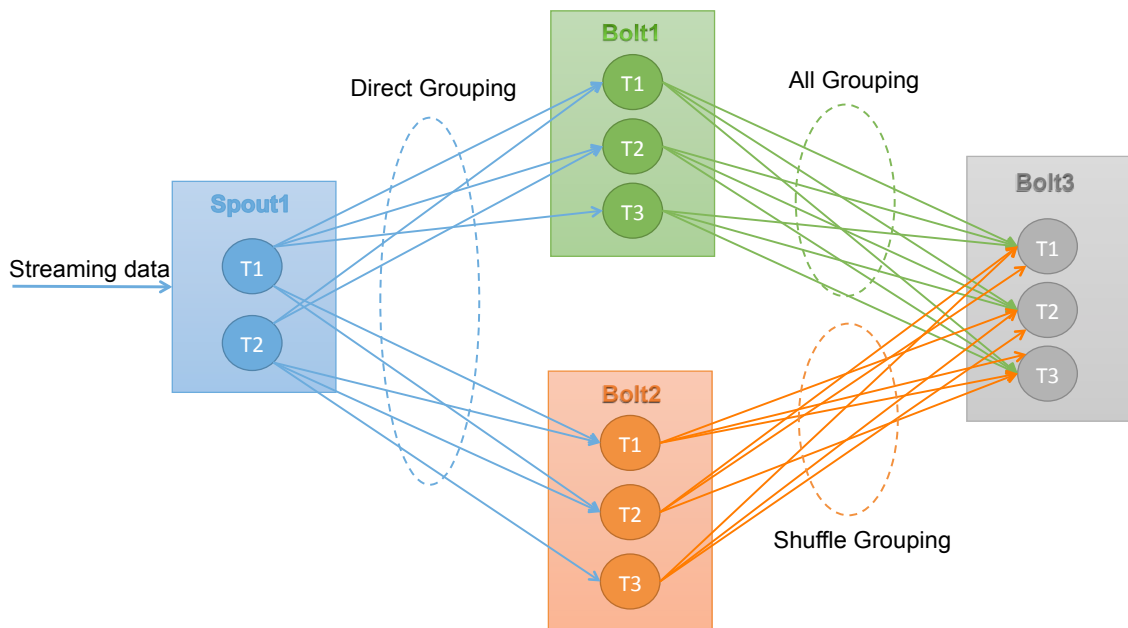 Streaming data
Spout1
T1
T2
Direct Grouping
Bolt1
T1
T2
T3
Bolt2
T1
T2
T3
All Grouping
Shuffle Grouping
Bolt3
T1
T2
T3